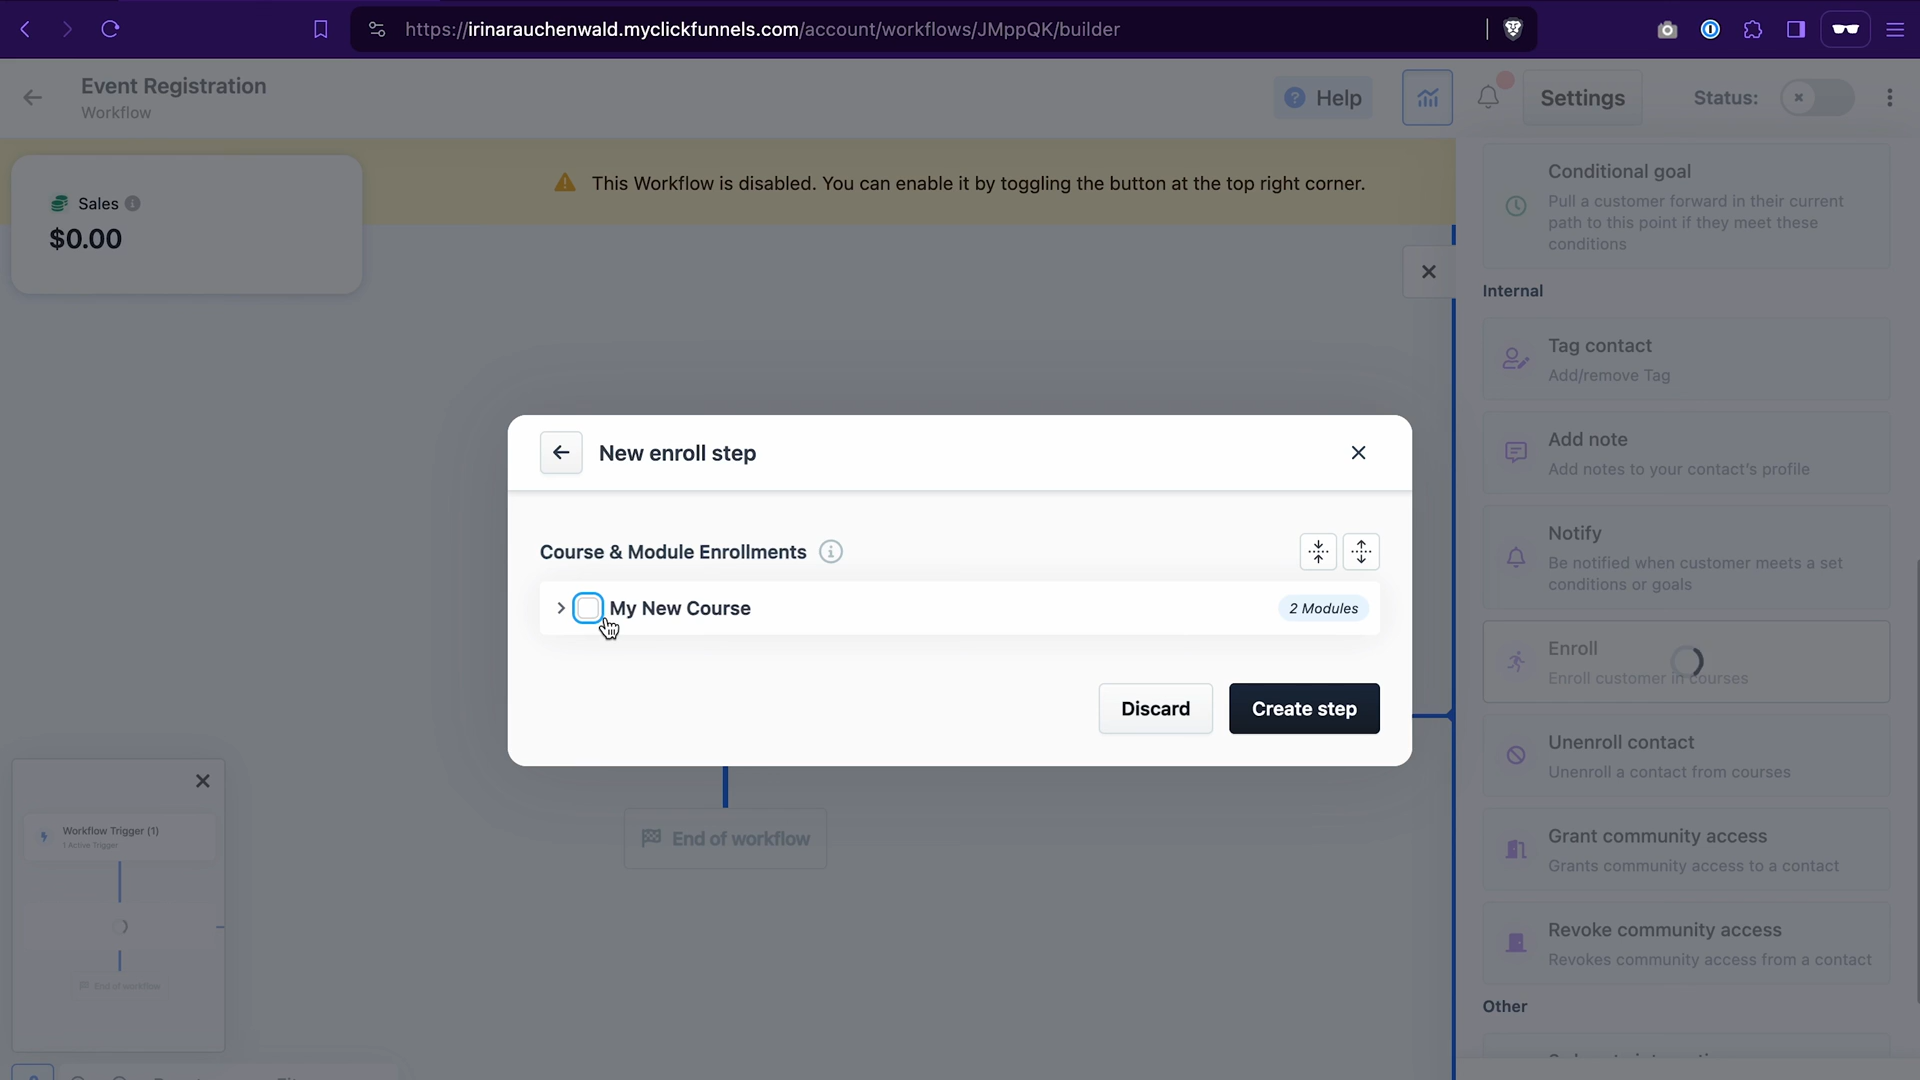 https://irinarauchenwald.myclickfunnels.com/account/workflows/JMppQK/builder
Event Registration
Workflow
Help
Settings
Status:
This Workflow is disabled. You can enable it by toggling the button at the top right corner.
Sales
$0.00
Conditional goal
Pull a customer forward in their current
path to this point if they meet these
conditions
Internal
Tag contact
Add/remove Tag
Add note
Add notes to your contact's profile
Notify
Be notified when customer meets a set
conditions or goals
Enroll
Enroll customer in courses
Unenroll contact
Unenroll a contact from courses
Grant community access
Grants community access to a contact
Revoke community access
Revokes community access from a contact
Other
New enroll step
Course & Module Enrollments
My New Course
2 Modules
Discard
Create step
End of workflow
Workflow Trigger (1)
1 Active Trigger
End of workflow